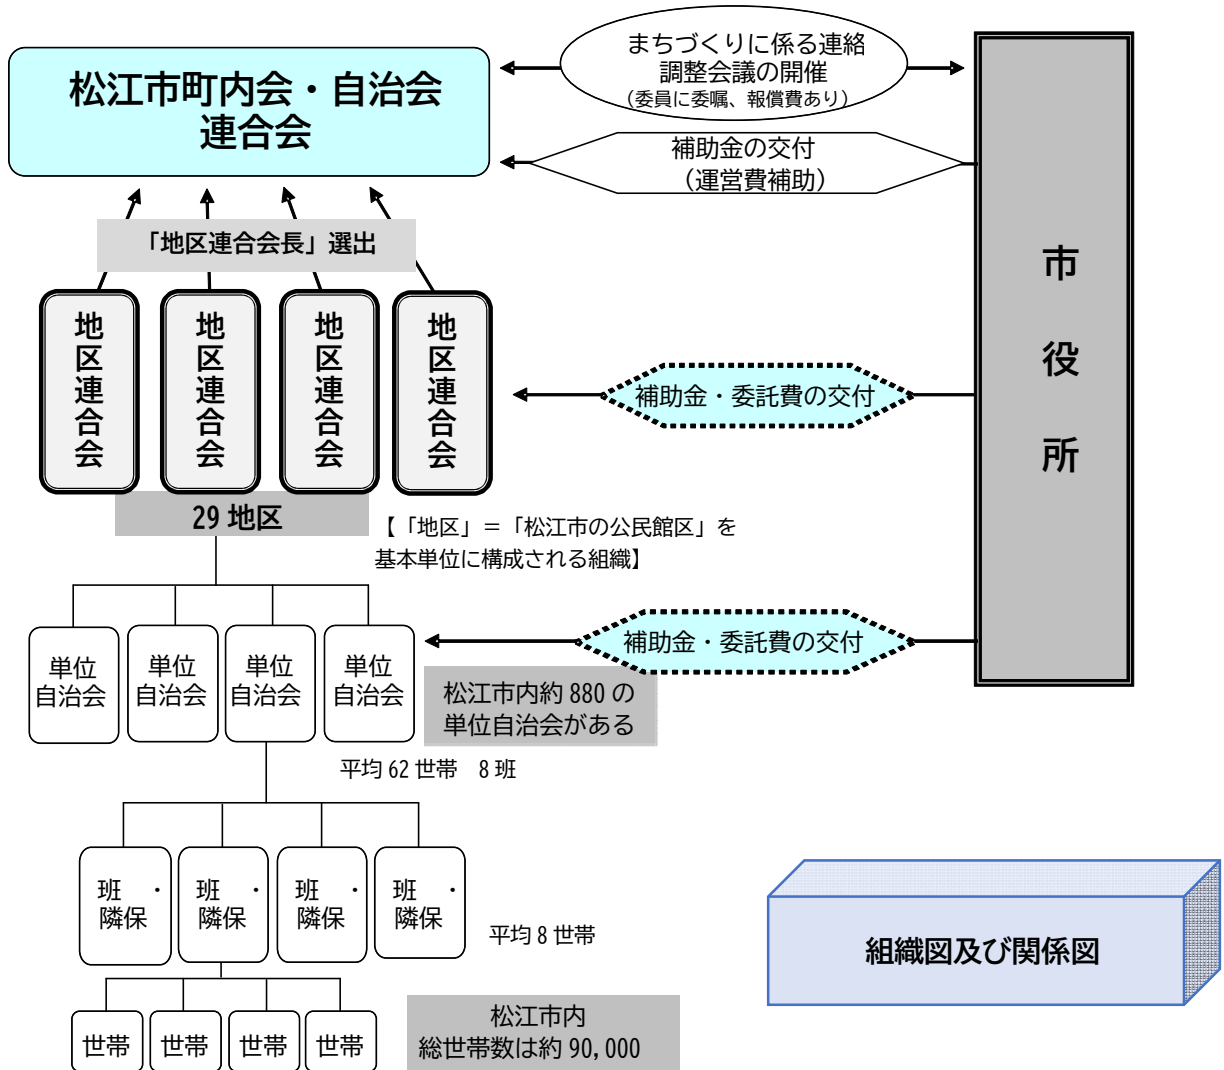 まちづくりに係る連絡
調整会議の開催
（委員に委嘱、報償費あり）
松江市町内会・自治会
連合会
補助金の交付
（運営費補助）
「地区連合会長」選出
市役所
地区連合会
地区連合会
地区連合会
地区連合会
補助金・委託費の交付
29 地区
【「地区」＝「松江市の公民館区」を
基本単位に構成される組織】
補助金・委託費の交付
単位
自治会
単位
自治会
単位
自治会
単位
自治会
松江市内約 880 の
単位自治会がある
平均 62 世帯　8 班
班　・
隣保
班　・
隣保
班　・
隣保
班　・
隣保
平均 8 世帯
組織図及び関係図
世帯
世帯
世帯
世帯
松江市内
総世帯数は約 90,000